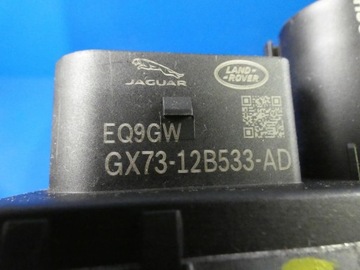 JAGUAR
LAND-
ROVER
EQ9GW
GX73-12B533-AD